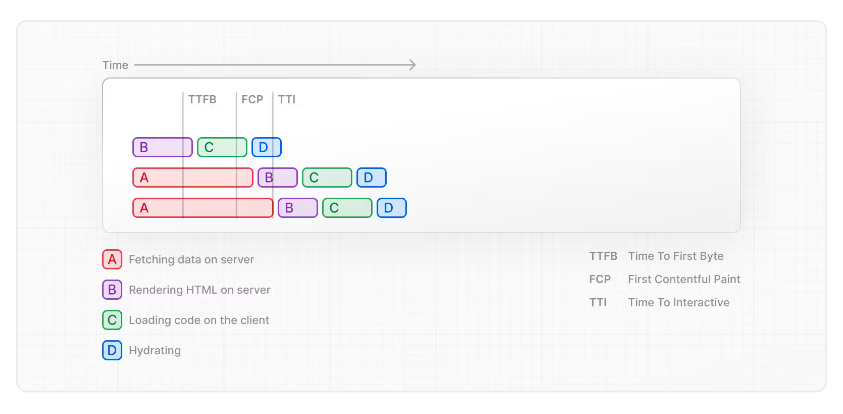 Time
TTFB FCP TTI
B C D
A B C D
A B C D
A Fetching data on server
B Rendering HTML on server
C Loading code on the client
D Hydrating
TTFB Time To First Byte
FCP First Contentful Paint
TTI Time To Interactive